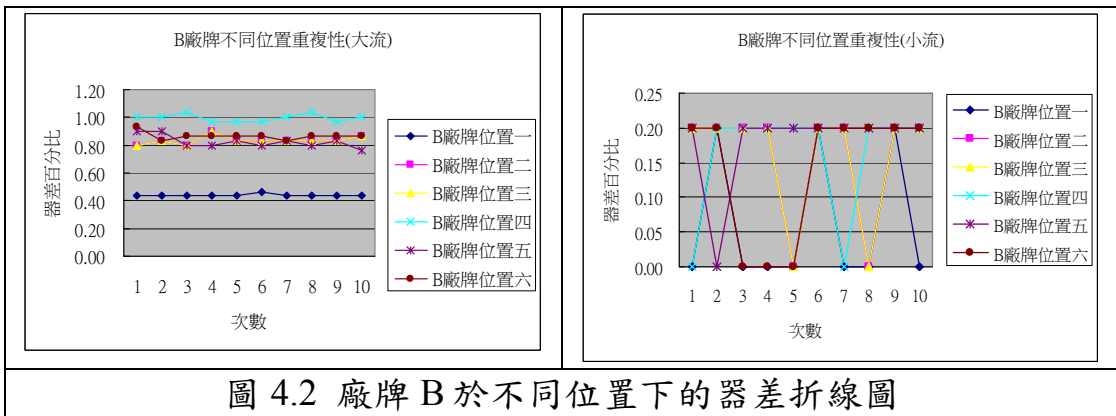 B廠牌不同位置重複性(大流)
器差百分比
1.20
1.00
0.80
0.60
0.40
0.20
0.00
1 2 3 4 5 6 7 8 9 10
次數
B廠牌位置一
B廠牌位置二
B廠牌位置三
B廠牌位置四
B廠牌位置五
B廠牌位置六
B廠牌不同位置重複性(小流)
器差百分比
0.25
0.20
0.15
0.10
0.05
0.00
1 2 3 4 5 6 7 8 9 10
次數
B廠牌位置一
B廠牌位置二
B廠牌位置三
B廠牌位置四
B廠牌位置五
B廠牌位置六
圖 4.2 廠牌 B 於不同位置下的器差折線圖